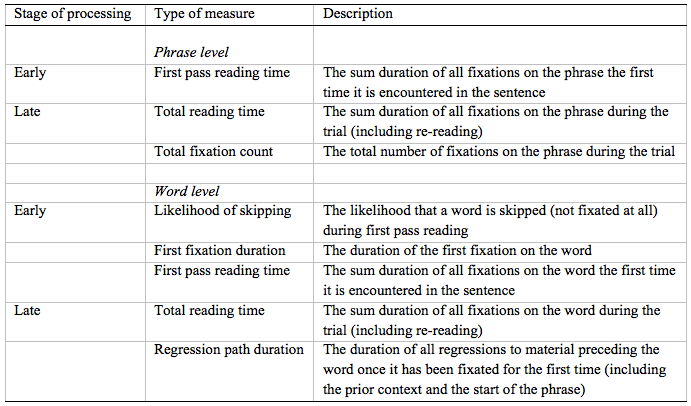 Stage of processing Type of measure Description
Phrase level
Early First pass reading time The sum duration of all fixations on the phrase the first
time it is encountered in the sentence
Late Total reading time The sum duration of all fixations on the phrase during the
trial (including re-reading)
Total fixation count The total number of fixations on the phrase during the trial
Word level
Early Likelihood of skipping The likelihood that a word is skipped (not fixated at all)
during first pass reading
First fixation duration The duration of the first fixation on the word
First pass reading time The sum duration of all fixations on the word the first time
it is encountered in the sentence
Late Total reading time The sum duration of all fixations on the word during the
trial (including re-reading)
Regression path duration The duration of all regressions to material preceding the
word once it has been fixated for the first time (including
the prior context and the start of the phrase)